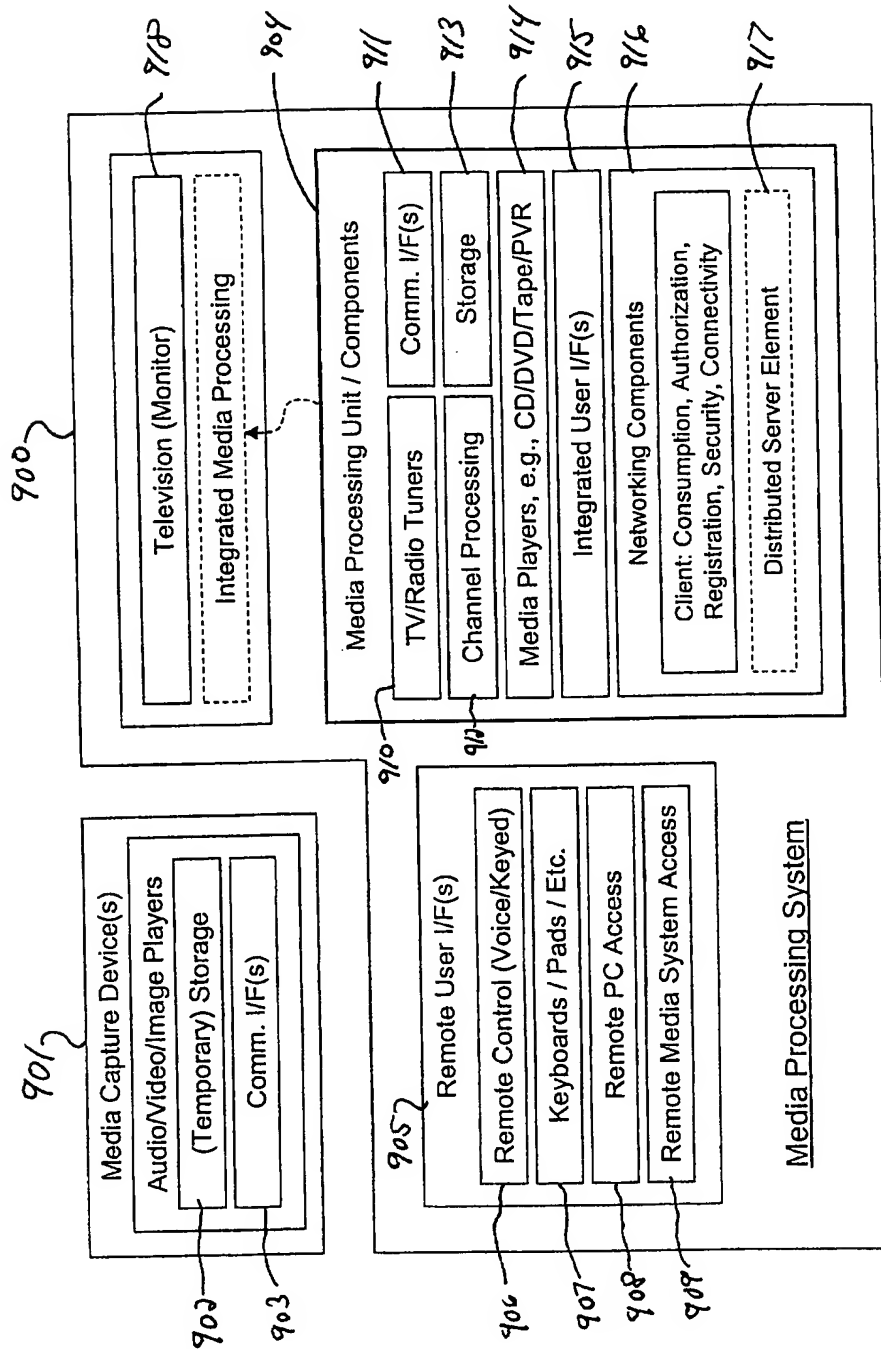 901
Media Capture Device(s)
Audio/Video/Image Players
902
(Temporary) Storage
903
Comm. I/F(s)
900
Television (Monitor)
918
Integrated Media Processing
904
Media Processing Unit / Components
910
TV/Radio Tuners
Comm. I/F(s)
911
912
Channel Processing
Storage
913
Media Players, e.g., CD/DVD/Tape/PVR
914
Integrated User I/F(s)
915
Networking Components
916
Client: Consumption, Authorization,
Registration, Security, Connectivity
Distributed Server Element
917
905
Remote User I/F(s)
906
Remote Control (Voice/Keyed)
907
Keyboards / Pads / Etc.
908
Remote PC Access
909
Remote Media System Access
Media Processing System